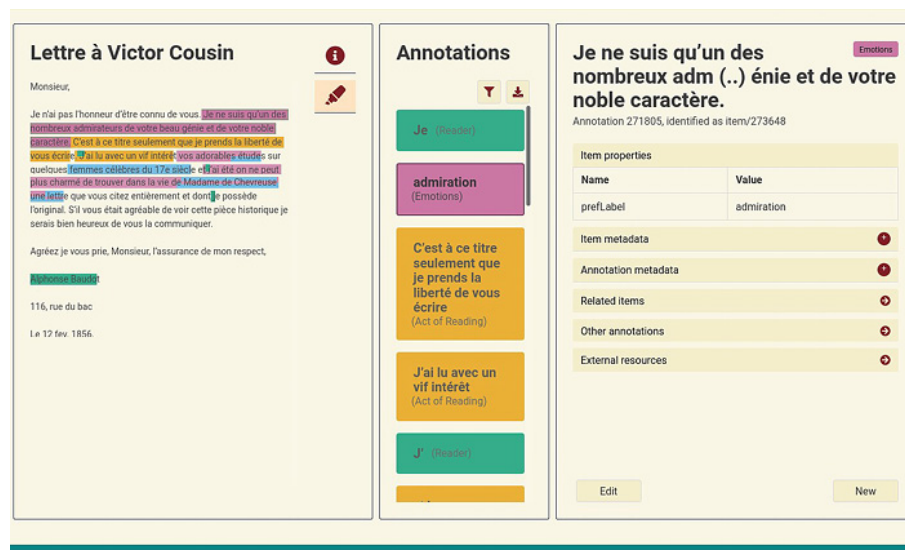 Lettre à Victor Cousin
Monsieur,
Je n'ai pas l'honneur d'être connu de vous. Je ne suis qu'un des
nombreux admirateurs de votre beau génie et de votre noble
caractère. C'est à ce titre seulement que je prends la liberté de
vous écrire. J'ai lu avec un vif intérêt vos adorables études sur
quelques femmes célèbres du 17e siècle et j'ai été on ne peut
plus charmé de trouver dans la vie de Madame de Chevreuse
une lettre que vous citez entièrement et dont je possède
l'original. S'il vous était agréable de voir cette pièce historique je
serais bien heureux de vous la communiquer.
Agréez je vous prie, Monsieur, l'assurance de mon respect,
Alphonse Baudot
116, rue du bac
Le 12 fev. 1856.
Annotations
Je (Reader)
admiration
(Emotions)
C'est à ce titre
seulement que
je prends la
liberté de vous
écrire
(Act of Reading)
J'ai lu avec un
vif intérêt
(Act of Reading)
J' (Reader)
Je ne suis qu'un des
nombreux adm (..) énie et de votre
noble caractère.
Emotions
Annotation 271805, identified as item/273648
Item properties
Name Value
prefLabel admiration
Item metadata
Annotation metadata
Related items
Other annotations
External resources
Edit New